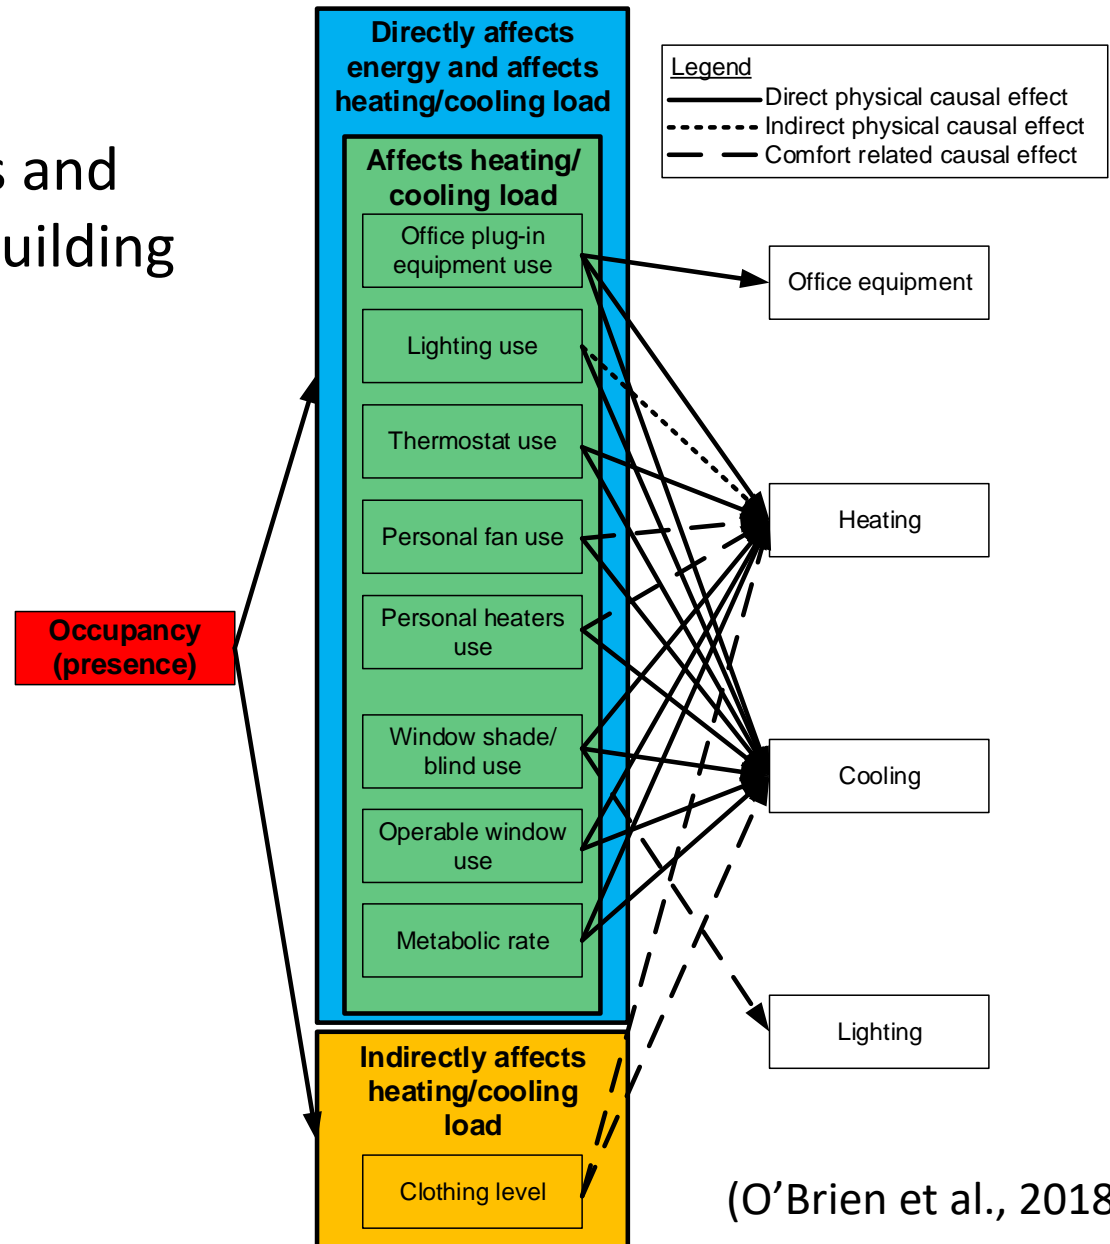 s and
uilding
Directly affects
energy and affects
heating/cooling load
Affects heating/
cooling load
Office plug-in
equipment use
Lighting use
Thermostat use
Personal fan use
Personal heaters
use
Window shade/
blind use
Operable window
use
Metabolic rate
Indirectly affects
heating/cooling
load
Clothing level
Occupancy
(presence)
Legend
Direct physical causal effect
Indirect physical causal effect
Comfort related causal effect
Office equipment
Heating
Cooling
Lighting
(O’Brien et al., 2018